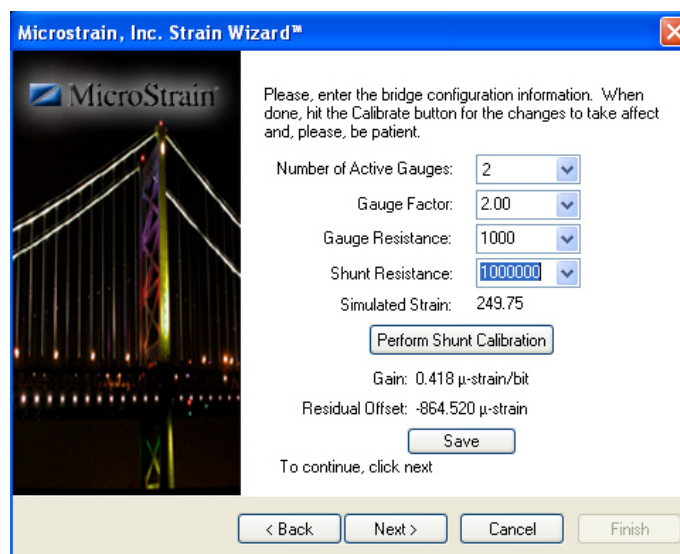 Microstrain, Inc. Strain Wizard™
MicroStrain
Please, enter the bridge configuration information. When
done, hit the Calibrate button for the changes to take affect
and, please, be patient.
Number of Active Gauges: 2
Gauge Factor: 2.00
Gauge Resistance: 1000
Shunt Resistance: 1000000
Simulated Strain: 249.75
Perform Shunt Calibration
Gain: 0.418 µ-strain/bit
Residual Offset: -864.520 µ-strain
Save
To continue, click next
< Back Next > Cancel Finish